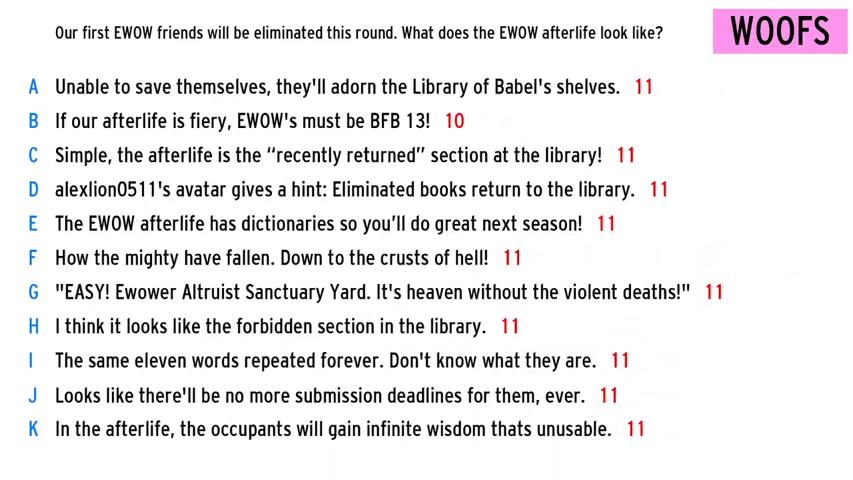 Our first EWOW friends will be eliminated this round. What does the EWOW afterlife look like?
WOOFS
A Unable to save themselves, they'll adorn the Library of Babel's shelves. 11
B If our afterlife is fiery, EWOW's must be BFB 13! 10
C Simple, the afterlife is the “recently returned” section at the library! 11
D alexlion0511's avatar gives a hint: Eliminated books return to the library. 11
E The EWOW afterlife has dictionaries so you’ll do great next season! 11
F How the mighty have fallen. Down to the crusts of hell! 11
G "EASY! Ewower Altruist Sanctuary Yard. It's heaven without the violent deaths!" 11
H I think it looks like the forbidden section in the library. 11
I The same eleven words repeated forever. Don't know what they are. 11
J Looks like there'll be no more submission deadlines for them, ever. 11
K In the afterlife, the occupants will gain infinite wisdom thats unusable. 11